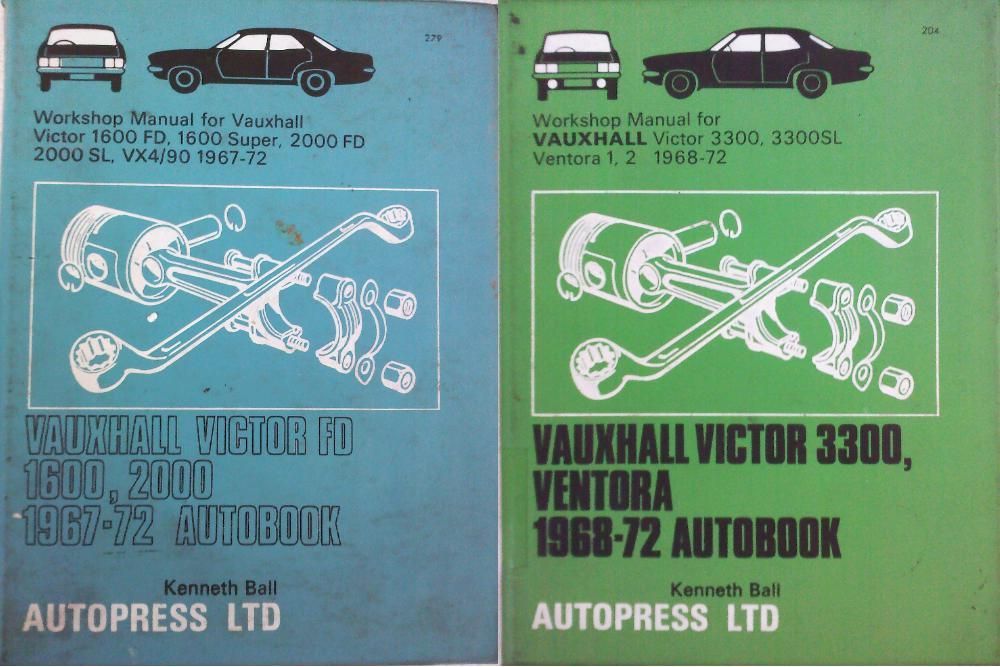 279
Workshop Manual for Vauxhall
Victor 1600 FD, 1600 Super, 2000 FD
2000 SL, VX4/90 1967-72
VAUXHALL VICTOR FD
1600, 2000
1967-72 AUTOBOOK
Kenneth Ball
AUTOPRESS LTD
204
Workshop Manual for
VAUXHALL Victor 3300, 3300SL
Ventora 1, 2 1968-72
VAUXHALL VICTOR 3300,
VENTORA
1968-72 AUTOBOOK
Kenneth Ball
AUTOPRESS LTD